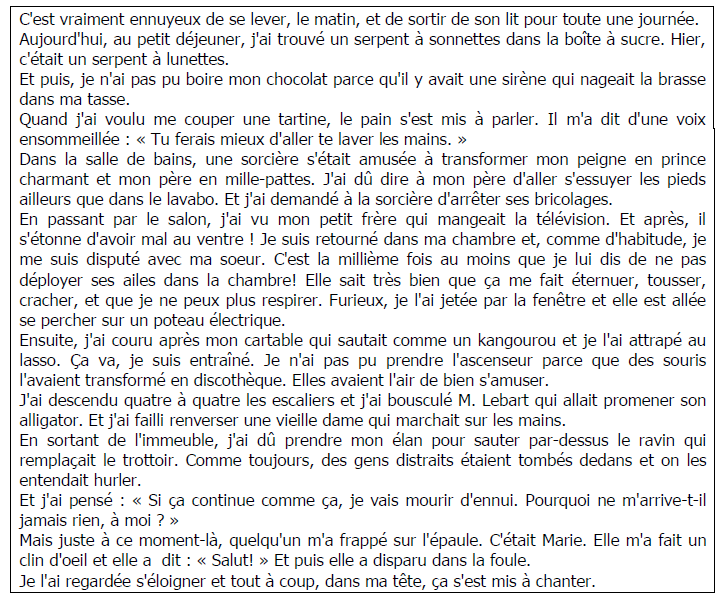 C'est vraiment ennuyeux de se lever, le matin, et de sortir de son lit pour toute une journée.
Aujourd'hui, au petit déjeuner, j'ai trouvé un serpent à sonnettes dans la boîte à sucre. Hier,
c'était un serpent à lunettes.
Et puis, je n'ai pas pu boire mon chocolat parce qu'il y avait une sirène qui nageait la brasse
dans ma tasse.
Quand j'ai voulu me couper une tartine, le pain s'est mis à parler. Il m'a dit d'une voix
ensommeillée : « Tu ferais mieux d'aller te laver les mains. »
Dans la salle de bains, une sorcière s'était amusée à transformer mon peigne en prince
charmant et mon père en mille-pattes. J'ai dû dire à mon père d'aller s'essuyer les pieds
ailleurs que dans le lavabo. Et j'ai demandé à la sorcière d'arrêter ses bricolages.
En passant par le salon, j'ai vu mon petit frère qui mangeait la télévision. Et après, il
s'étonne d'avoir mal au ventre ! Je suis retourné dans ma chambre et, comme d'habitude, je
me suis disputé avec ma soeur. C'est la millième fois au moins que je lui dis de ne pas
déployer ses ailes dans la chambre! Elle sait très bien que ça me fait éternuer, tousser,
cracher, et que je ne peux plus respirer. Furieux, je l'ai jetée par la fenêtre et elle est allée
se percher sur un poteau électrique.
Ensuite, j'ai couru après mon cartable qui sautait comme un kangourou et je l'ai attrapé au
lasso. Ça va, je suis entraîné. Je n'ai pas pu prendre l'ascenseur parce que des souris
l'avaient transformé en discothèque. Elles avaient l'air de bien s'amuser.
J'ai descendu quatre à quatre les escaliers et j'ai bousculé M. Lebart qui allait promener son
alligator. Et j'ai failli renverser une vieille dame qui marchait sur les mains.
En sortant de l'immeuble, j'ai dû prendre mon élan pour sauter par-dessus le ravin qui
remplaçait le trottoir. Comme toujours, des gens distraits étaient tombés dedans et on les
entendait hurler.
Et j'ai pensé : « Si ça continue comme ça, je vais mourir d'ennui. Pourquoi ne m'arrive-t-il
jamais rien, à moi ? »
Mais juste à ce moment-là, quelqu'un m'a frappé sur l'épaule. C'était Marie. Elle m'a fait un
clin d'oeil et elle a dit : « Salut! » Et puis elle a disparu dans la foule.
Je l'ai regardée s'éloigner et tout à coup, dans ma tête, ça s'est mis à chanter.